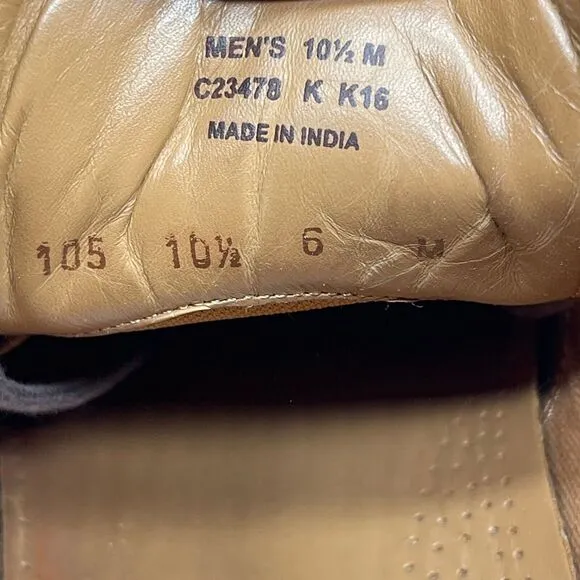 MEN'S 10½ M
C23478 K K16
MADE IN INDIA
105 10½ 6 M